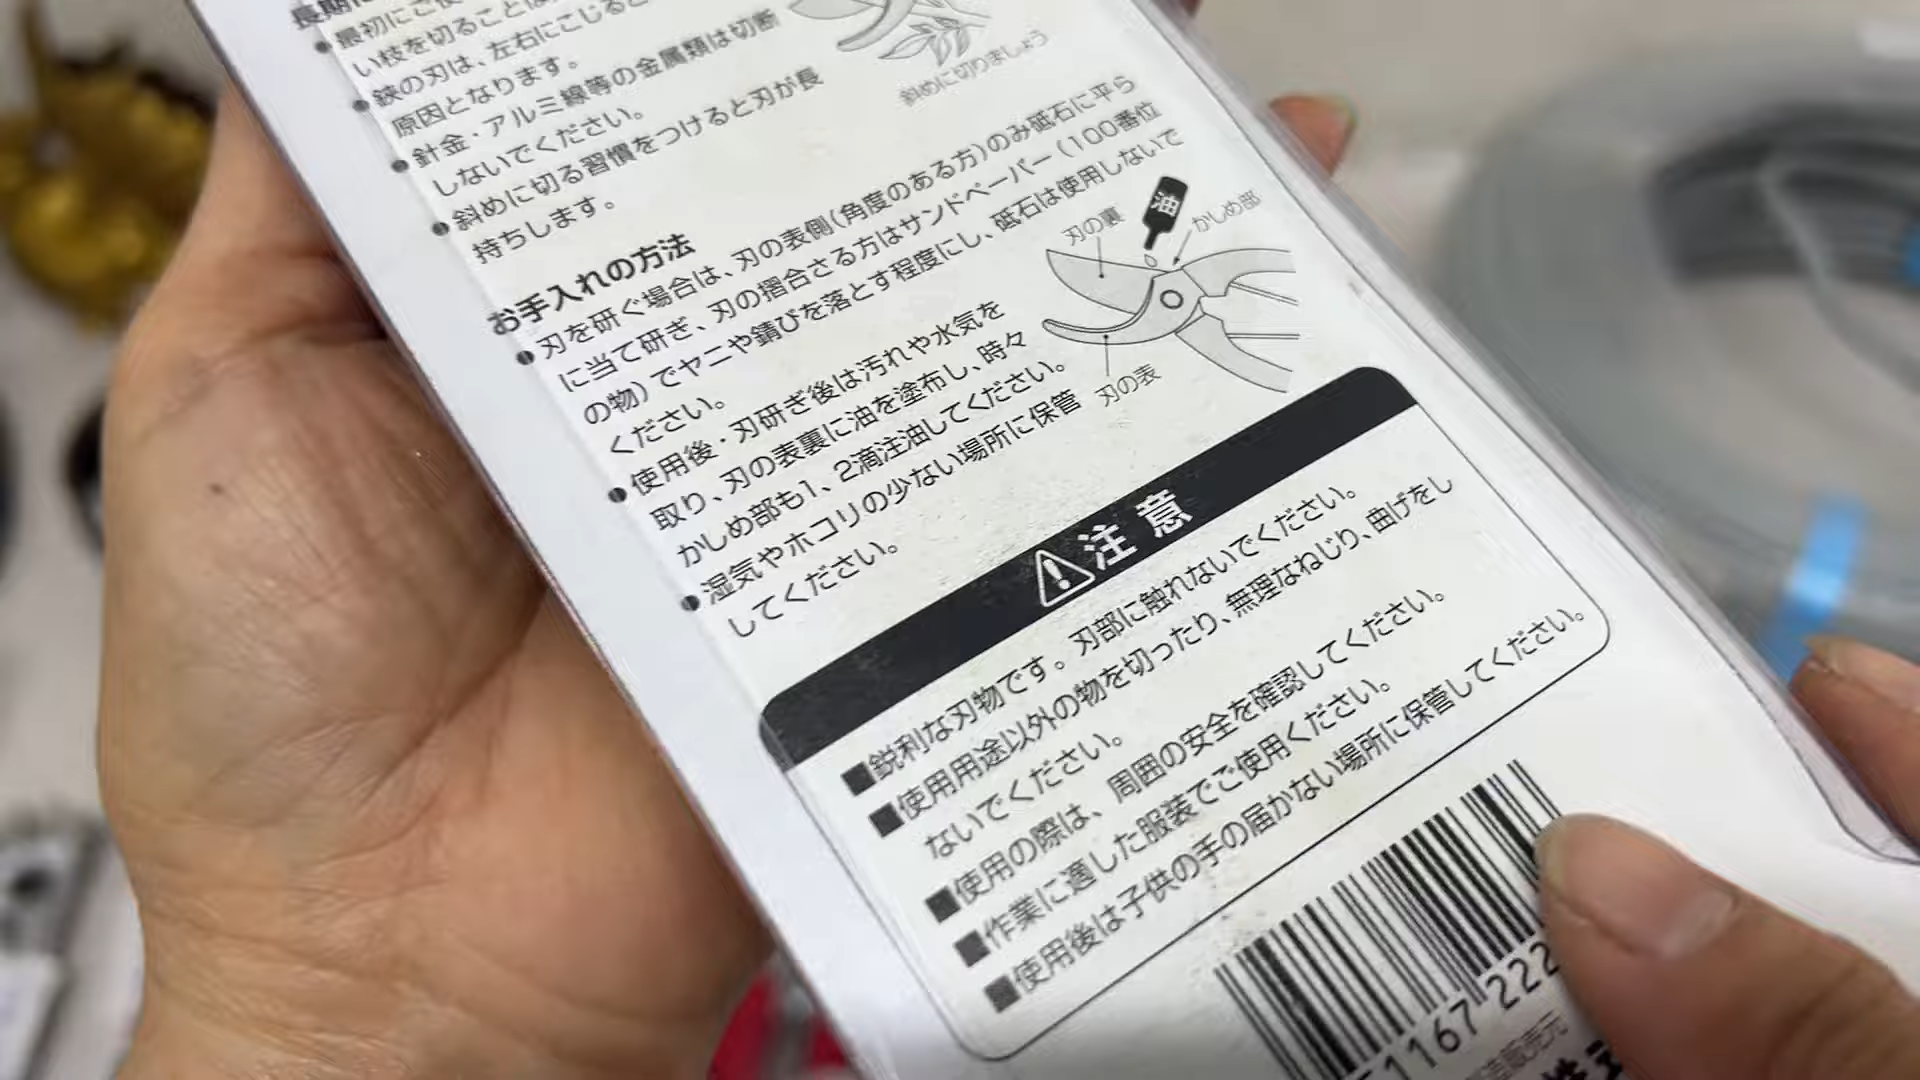 長期に
●最初にご使
い枝を切ることは
●鋏の刃は、左右にこじると
原因となります。
●針金・アルミ線等の金属類は切断
しないでください。
●斜めに切る習慣をつけると刃が長
持ちします。
斜めに切りましょう
お手入れの方法
●刃を研ぐ場合は、刃の表側(角度のある方)のみ砥石に平ら
に当て研ぎ、刃の摺合さる方はサンドペーパー(100番位
の物)でヤニや錆びを落とす程度にし、砥石は使用しないで
ください。
●使用後・刃研ぎ後は汚れや水気を
取り、刃の表裏に油を塗布し、時々
かしめ部も1、2滴注油してください。
●湿気やホコリの少ない場所に保管
してください。
油
刃の裏
かしめ部
刃の表
⚠注意
■鋭利な刃物です。刃部に触れないでください。
■使用用途以外の物を切ったり、無理なねじり、曲げをし
ないでください。
■使用の際は、周囲の安全を確認してください。
■作業に適した服装でご使用ください。
■使用後は子供の手の届かない場所に保管してください。
1167 222